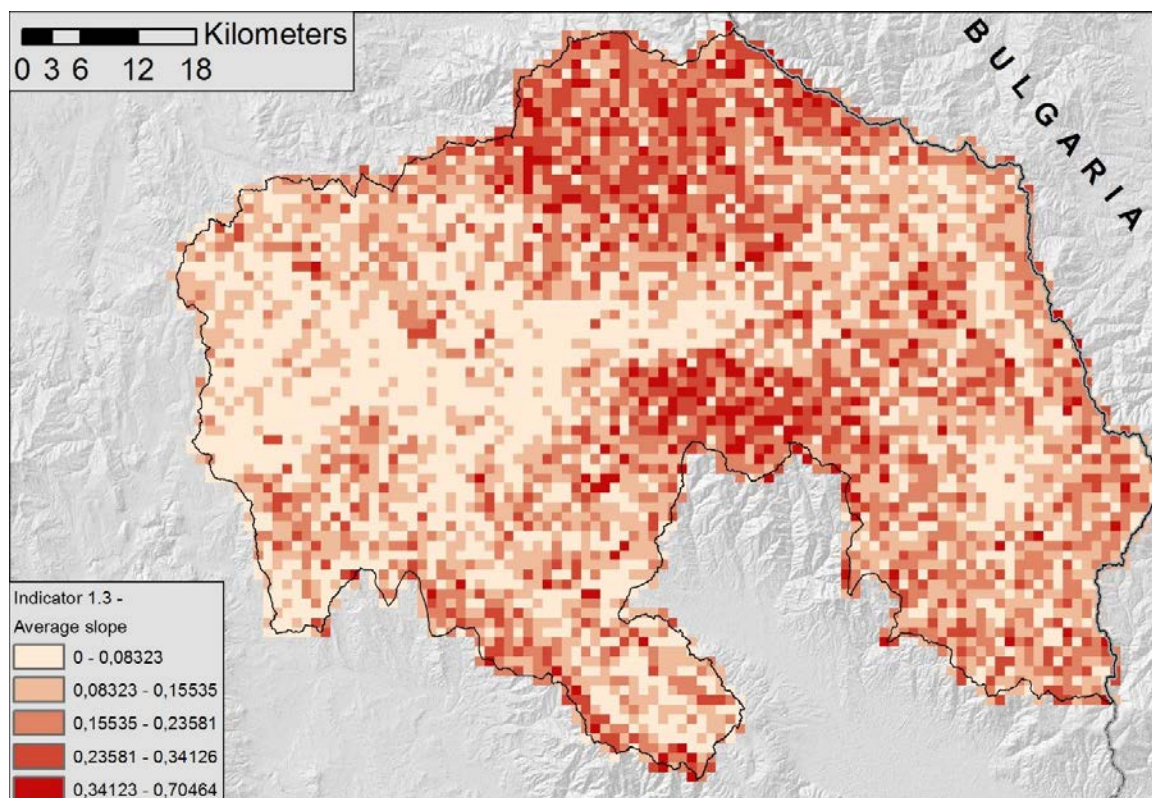 Kilometers
0 3 6 12 18
BULGARIA
Indicator 1.3 -
Average slope
0 - 0,08323
0,08323 - 0,15535
0,15535 - 0,23581
0,23581 - 0,34126
0,34123 - 0,70464